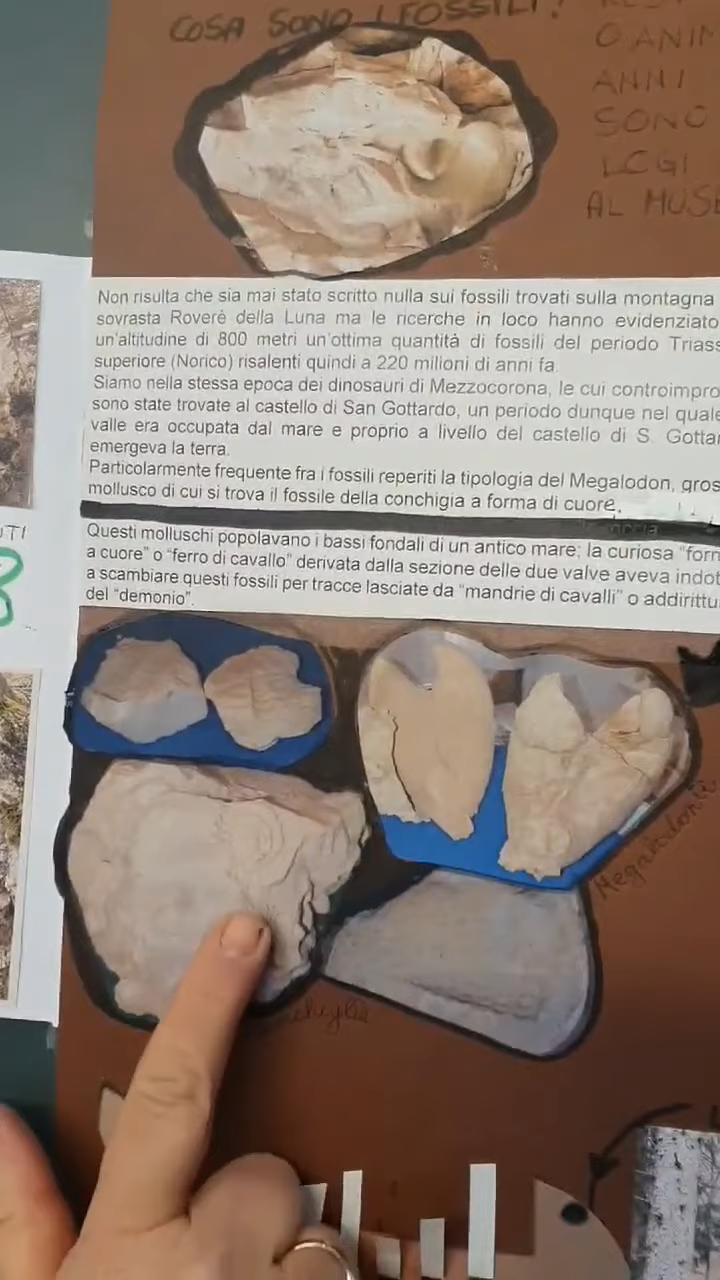 COSA SONO I FOSSILI?
O ANIM
ANNI
SONO
AL MUSE
Non risulta che sia mai stato scritto nulla sui fossili trovati sulla montagna
sovrasta Roverè della Luna ma le ricerche in loco hanno evidenziato
un'altitudine di 800 metri un'ottima quantità di fossili del periodo Trias
superiore (Norico) risalenti quindi a 220 milioni di anni fa.
Siamo nella stessa epoca dei dinosauri di Mezzocorona, le cui controimpro
sono state trovate al castello di San Gottardo, un periodo dunque nel quale
valle era occupata dal mare e proprio a livello del castello di S. Gotta
emergeva la terra.
Particolarmente frequente fra i fossili reperiti la tipologia del Megalodon, gros
mollusco di cui si trova il fossile della conchigia a forma di cuore.
Questi molluschi popolavano i bassi fondali di un antico mare; la curiosa “form
a cuore” o “ferro di cavallo” derivata dalla sezione delle due valve aveva indot
a scambiare questi fossili per tracce lasciate da “mandrie di cavalli” o addirittu
del “demonio”.
UTI
Megalodonti